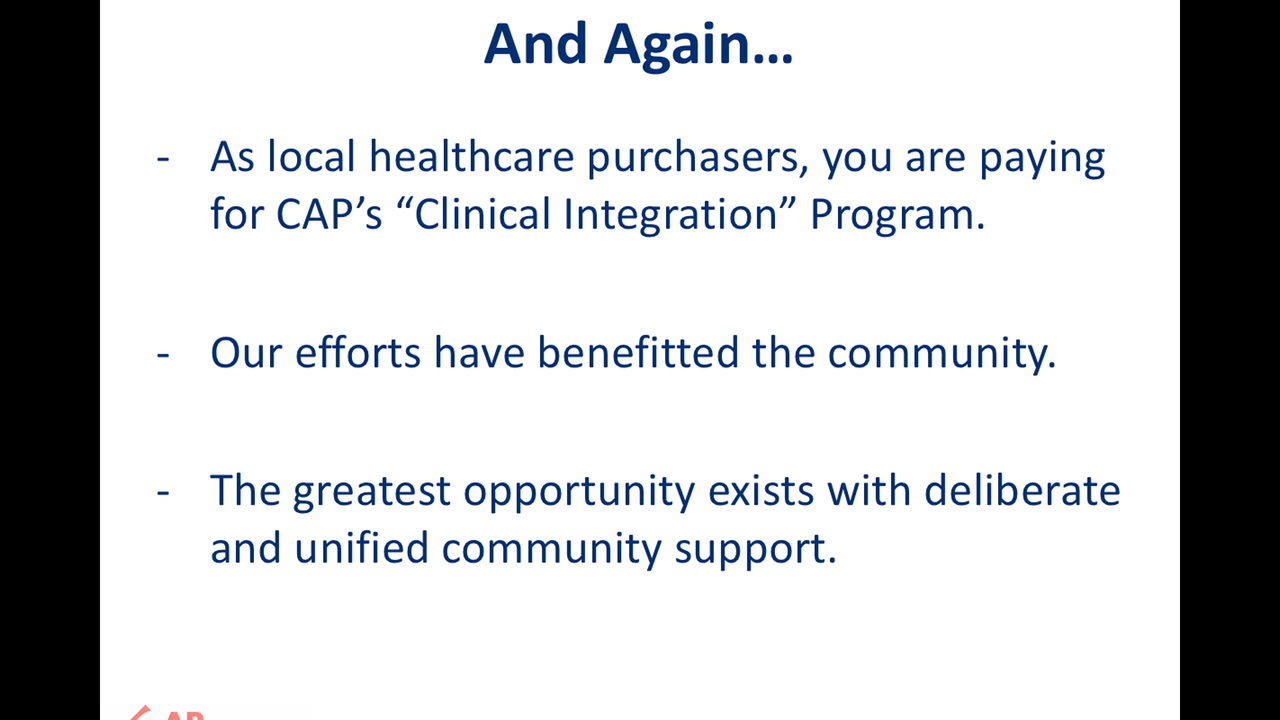 And Again…
- As local healthcare purchasers, you are paying
for CAP’s “Clinical Integration” Program.
- Our efforts have benefitted the community.
- The greatest opportunity exists with deliberate
and unified community support.